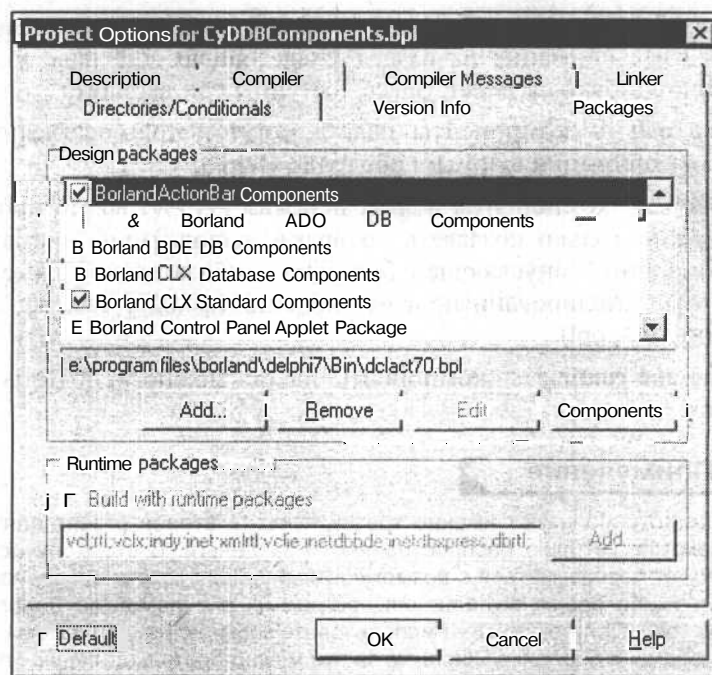 Project Options for CyDDBComponents.bpl
Description Compiler Compiler Messages Linker
Directories/Conditionals Version Info Packages
Design packages
Borland ActionBar Components
& Borland ADO DB Components
B Borland BDE DB Components
B Borland CLX Database Components
Borland CLX Standard Components
E Borland Control Panel Applet Package
e:\program files\borland\delphi7\Bin\dclact70.bpl
Add... Remove Edit Components
Runtime packages
Build with runtime packages
vcl;rtl;vclx;indy;inet;xmlrtl;vclie;inetdbbde;inetdbxpress;dbrtl;
Add...
Default OK Cancel Help